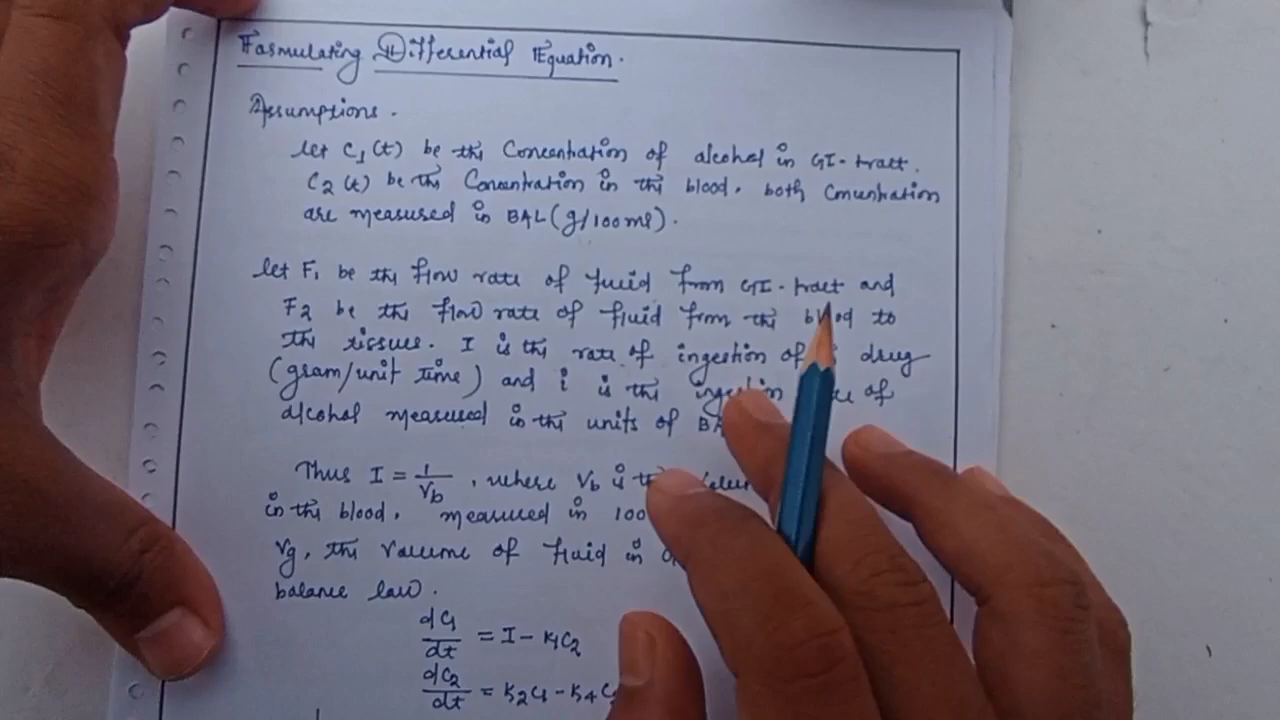 Formulating Differential Equation.
Assumptions.
let C₁(t) be the Concentration of alcohol in GI-tract.
C₂(t) be the Concentration in the blood. both Concentration
are measured in BAL (g/100ml).
let F₁ be the flow rate of fluid from GI-tract and
F₂ be the flow rate of fluid from the blood to
the tissues. I is the rate of ingestion of drug
(gram/unit time) and i is the ingestion of
alcohol measured in the units of
Thus I = 1/Vb, where Vb is the
in the blood, measured in 100
Vg, the volume of fluid in
balance law.
dC₁/dt = I - K₁C₂
dC₂/dt = K₂C₁ - K₄C